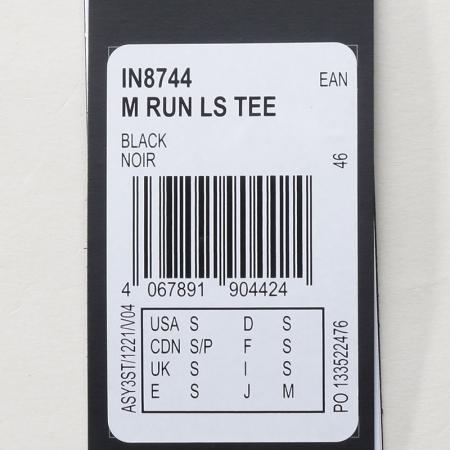 IN8744 EAN
M RUN LS TEE
BLACK
NOIR
46
4 067891 904424
USA S D S
CDN S/P F S
UK S I S
E S J M
ASY3ST/1221/V04
PO 133522476